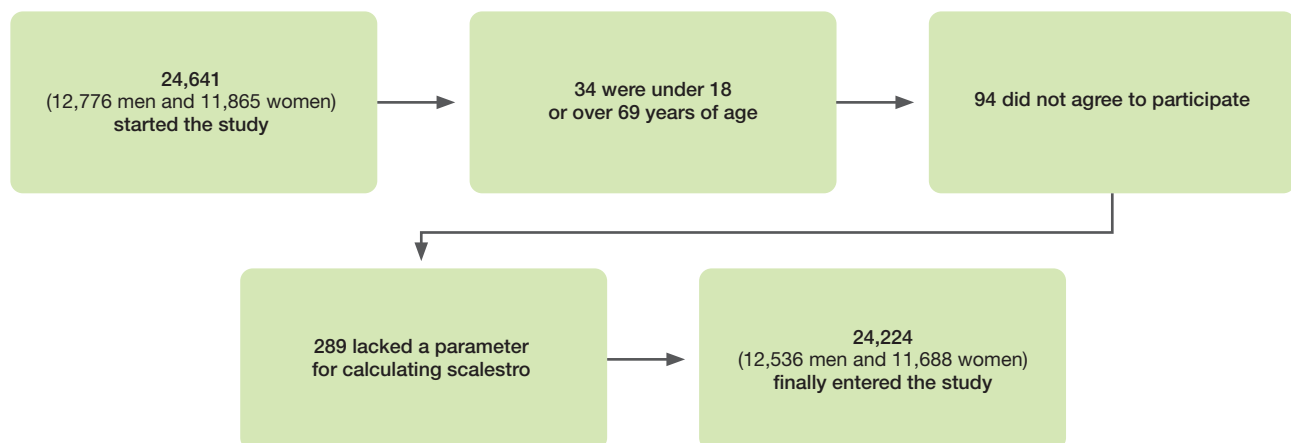 24,641
(12,776 men and 11,865 women)
started the study
34 were under 18
or over 69 years of age
94 did not agree to participate
289 lacked a parameter
for calculating scalestro
24,224
(12,536 men and 11,688 women)
finally entered the study